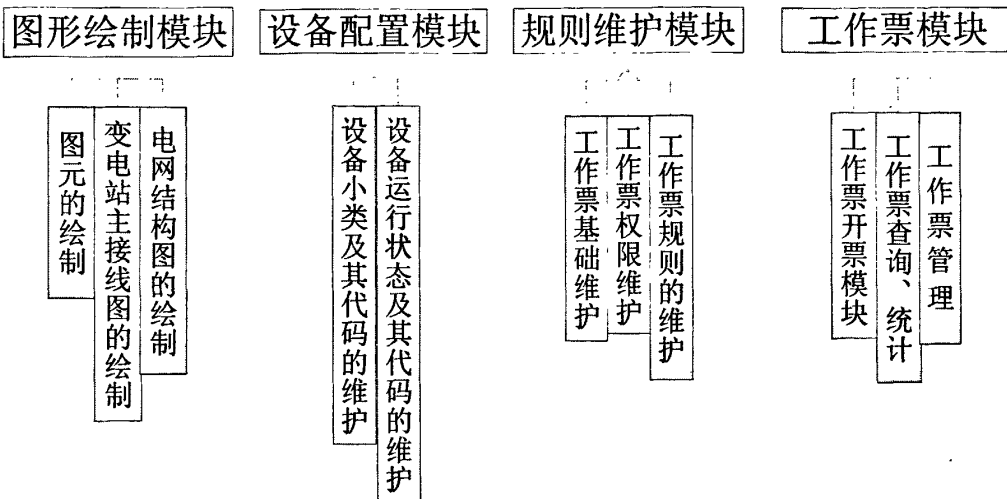 图形绘制模块
设备配置模块
规则维护模块
工作票模块
图元的绘制
变电站主接线图的绘制
电网结构图的绘制
设备小类及其代码的维护
设备运行状态及其代码的维护
工作票基础维护
工作票权限维护
工作票规则的维护
工作票开票模块
工作票查询、统计
工作票管理